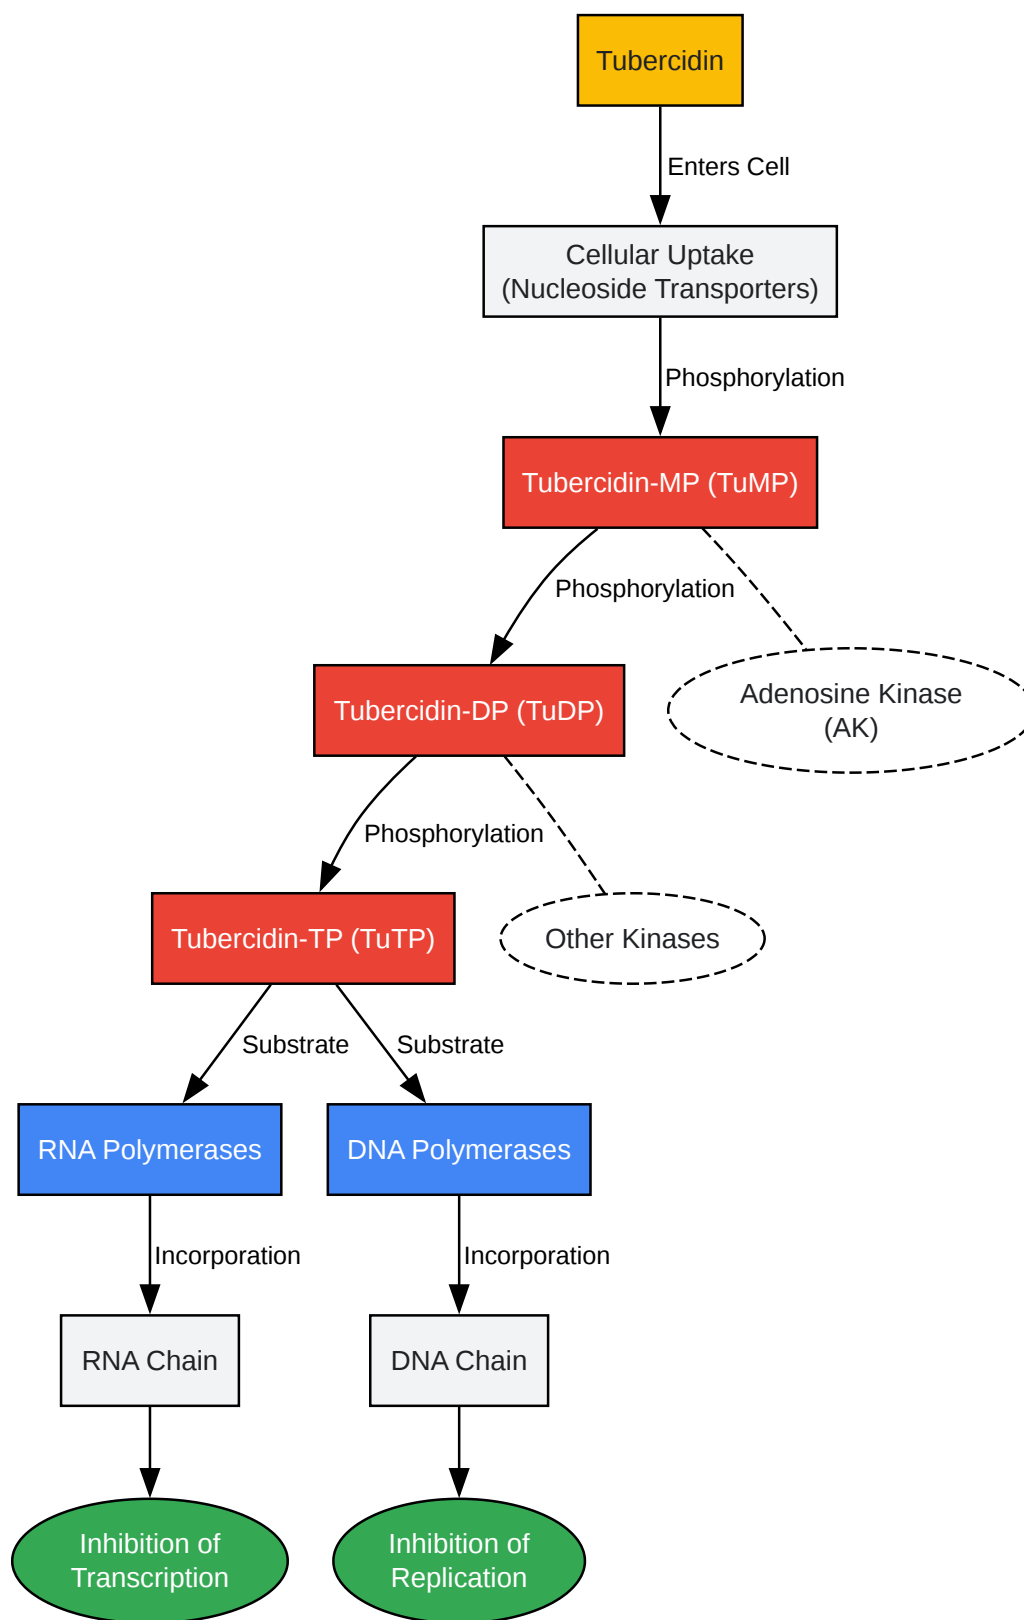 Tubercidin
Enters Cell
Cellular Uptake
(Nucleoside Transporters)
Phosphorylation
Tubercidin-MP (TuMP)
Phosphorylation
Adenosine Kinase
(AK)
Tubercidin-DP (TuDP)
Phosphorylation
Tubercidin-TP (TuTP)
Other Kinases
Substrate
Substrate
RNA Polymerases
DNA Polymerases
Incorporation
Incorporation
RNA Chain
DNA Chain
Inhibition of
Transcription
Inhibition of
Replication